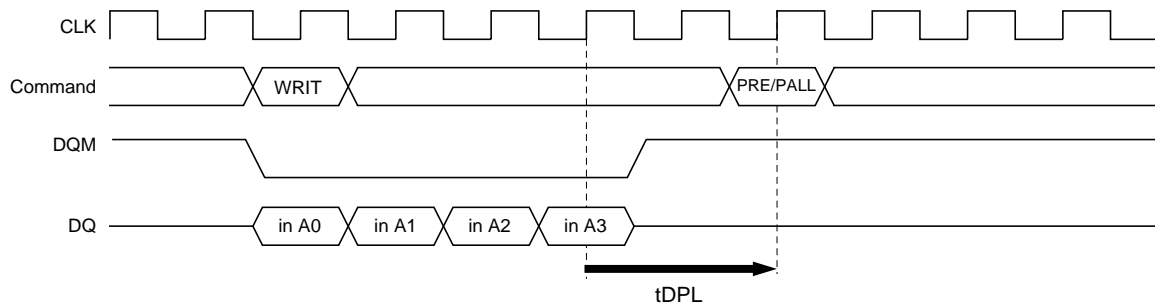 CLK
Command
WRIT
PRE/PALL
DQM
DQ
in A0
in A1
in A2
in A3
tDPL